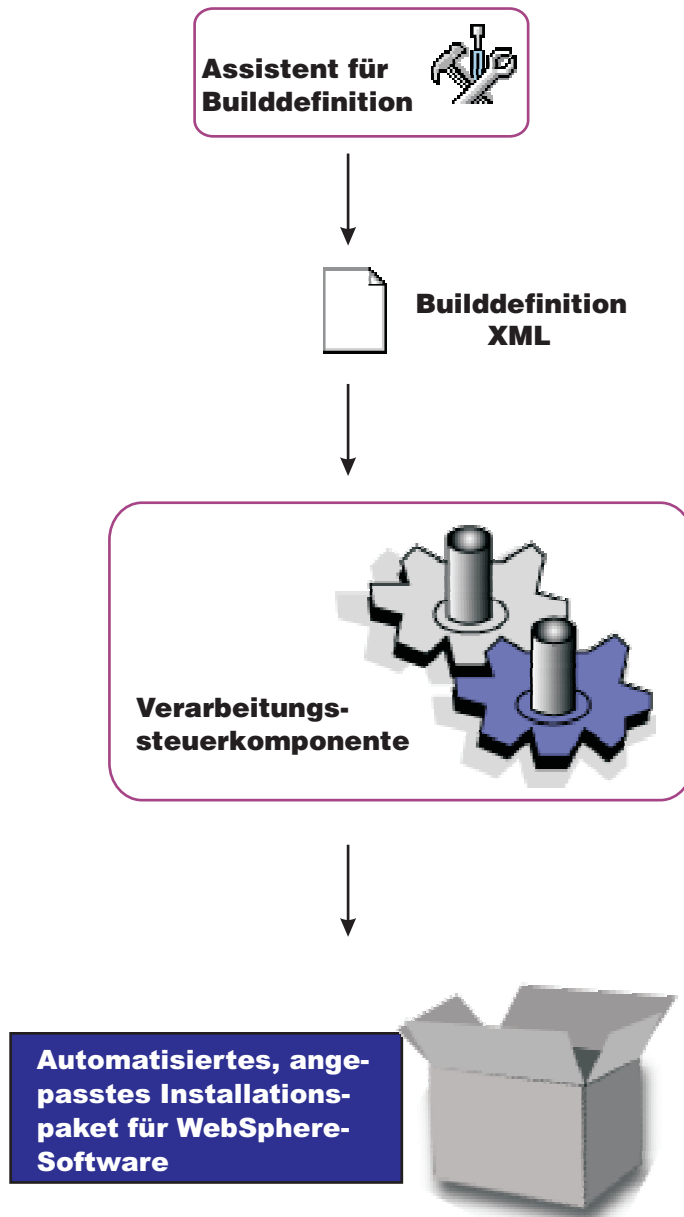 Assistent für
Builddefinition
Builddefinition
XML
Verarbeitungs-
steuerkomponente
Automatisiertes, ange-
passtes Installations-
paket für WebSphere-
Software